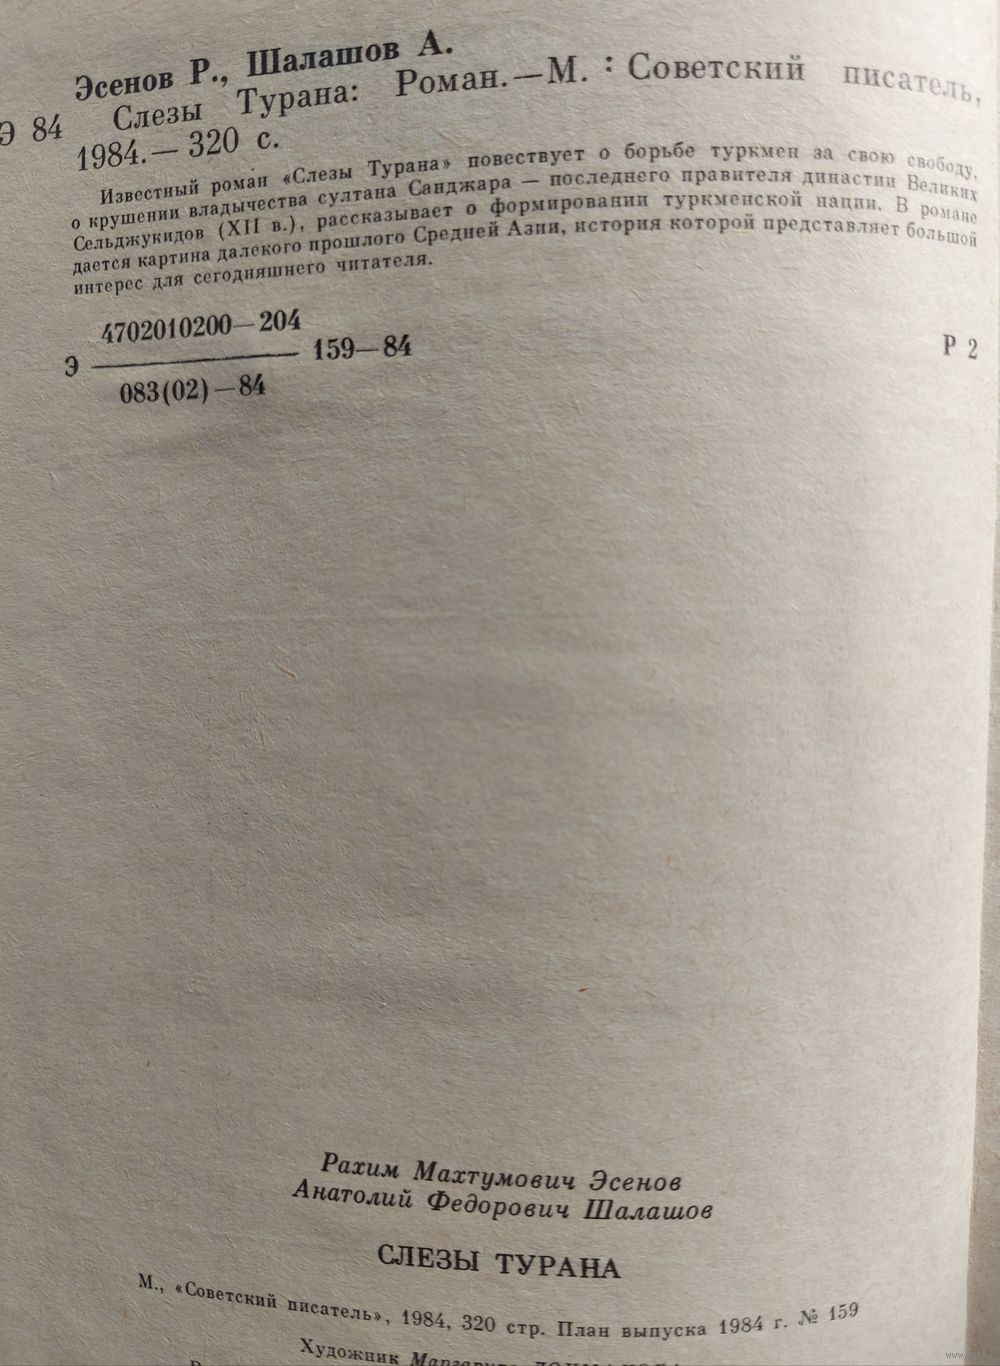 Эсенов Р., Шалашов А.
Э 84 Слезы Турана: Роман.—М. : Советский писатель,
1984.— 320 с.
Известный роман «Слезы Турана» повествует о борьбе туркмен за свою свободу,
о крушении владычества султана Санджара — последнего правителя династии Великих
Сельджукидов (XII в.), рассказывает о формировании туркменской нации. В романе
дается картина далекого прошлого Средней Азии, история которой представляет большой
интерес для сегодняшнего читателя.
4702010200—204
Э 159—84
083(02)—84
Р 2
Рахим Махтумович Эсенов
Анатолий Федорович Шалашов
СЛЕЗЫ ТУРАНА
М., «Советский писатель», 1984, 320 стр. План выпуска 1984 г. № 159
Художник